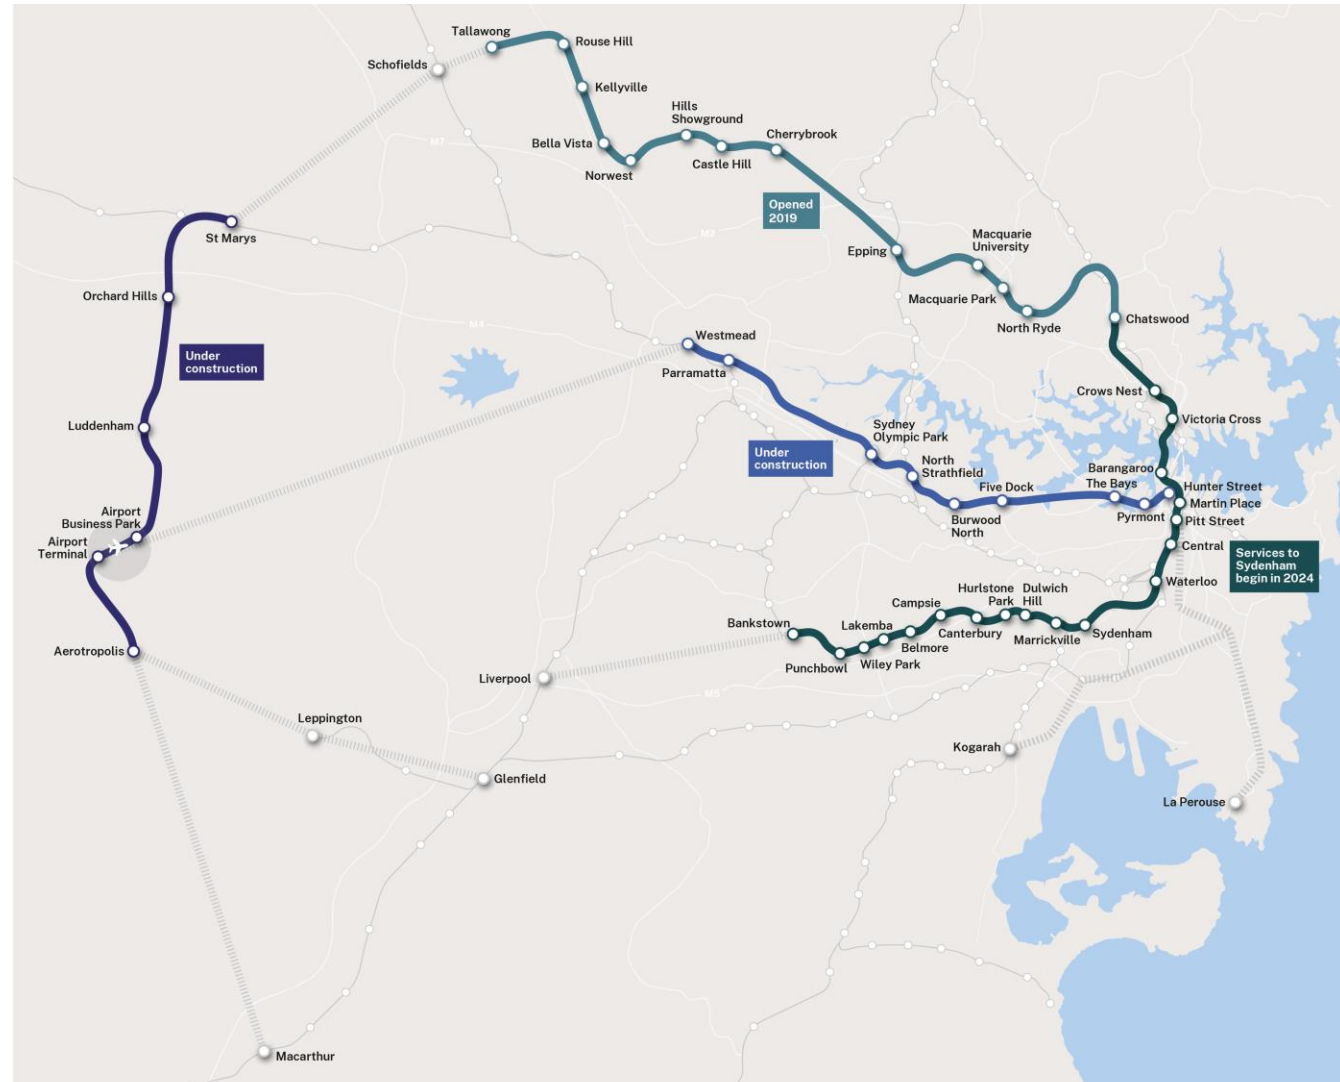 Tallawong
Rouse Hill
Schofields
Kellyville
Hills
Showground
Cherrybrook
Bella Vista
Castle Hill
Norwest
M7
Opened
2019
St Marys
M2
Macquarie
University
Epping
Orchard Hills
Macquarie Park
North Ryde
Chatswood
M4
Westmead
Parramatta
Under
construction
Crows Nest
Luddenham
Victoria Cross
Sydney
Olympic Park
Under
construction
North
Strathfield
Barangaroo
Five Dock
The Bays
Hunter Street
Martin Place
Airport
Business Park
Burwood
North
Pyrmont
Pitt Street
Airport
Terminal
Central
Services to
Sydenham
begin in 2024
Waterloo
Hurlstone
Park
Dulwich
Hill
Campsie
Bankstown
Lakemba
Canterbury
Marrickville
Sydenham
Belmore
Wiley Park
Punchbowl
Aerotropolis
Liverpool
M5
Leppington
Kogarah
Glenfield
La Perouse
Macarthur